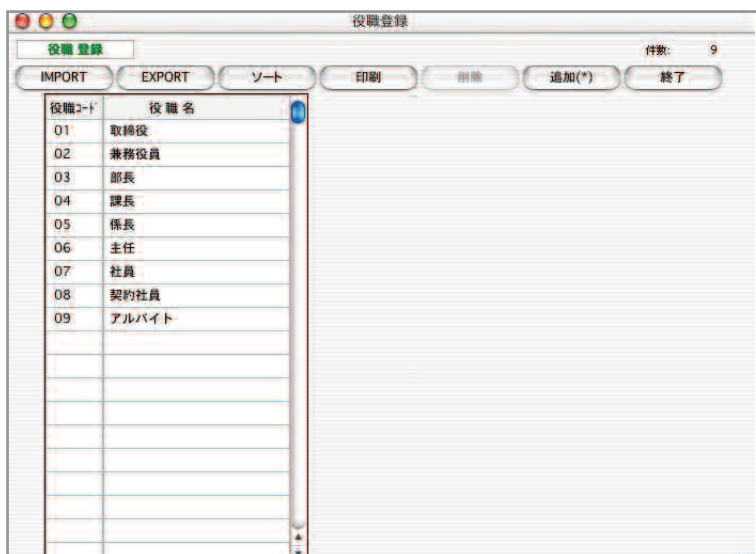 役職登録
役職 登録 件数: 9
IMPORT EXPORT ソート 印刷 削除 追加(*) 終了
役職コード 役 職 名
01 取締役
02 兼務役員
03 部長
04 課長
05 係長
06 主任
07 社員
08 契約社員
09 アルバイト